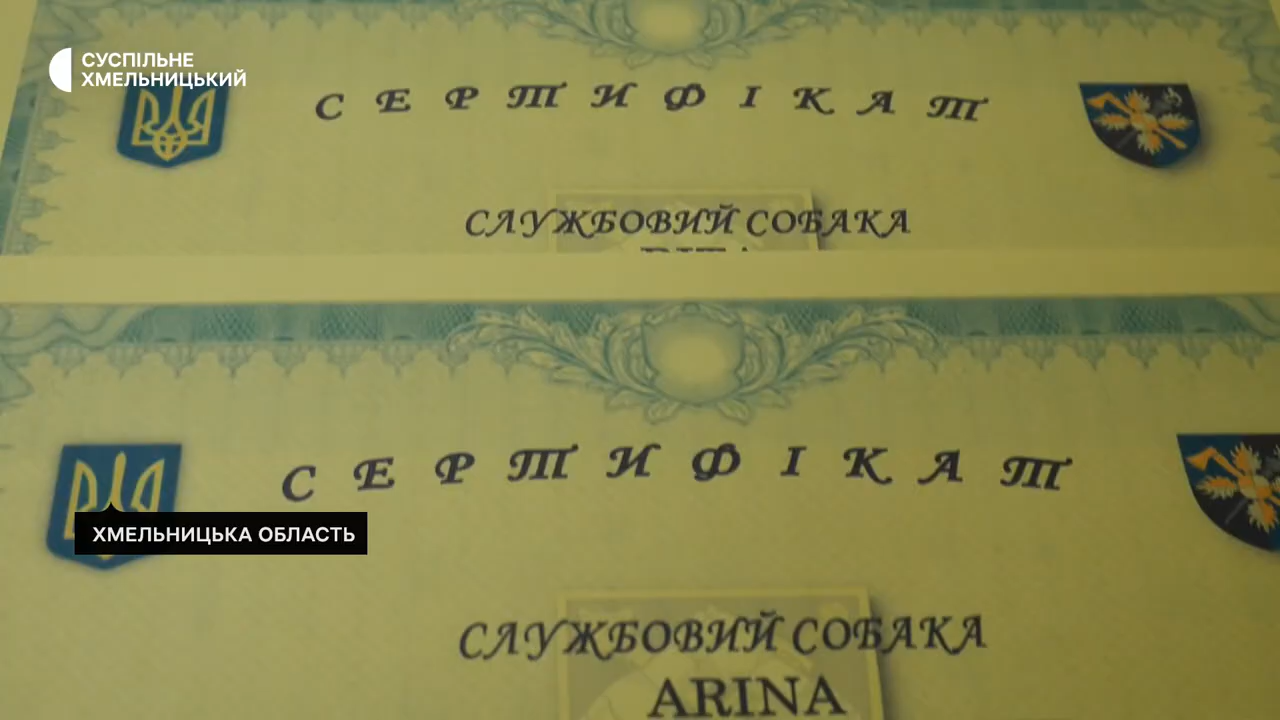 СУСПІЛЬНЕ
ХМЕЛЬНИЦЬКИЙ
СЕРТИФІКАТ
СЛУЖБОВИЙ СОБАКА
СЕРТИФІКАТ
ХМЕЛЬНИЦЬКА ОБЛАСТЬ
СЛУЖБОВИЙ СОБАКА
ARINA